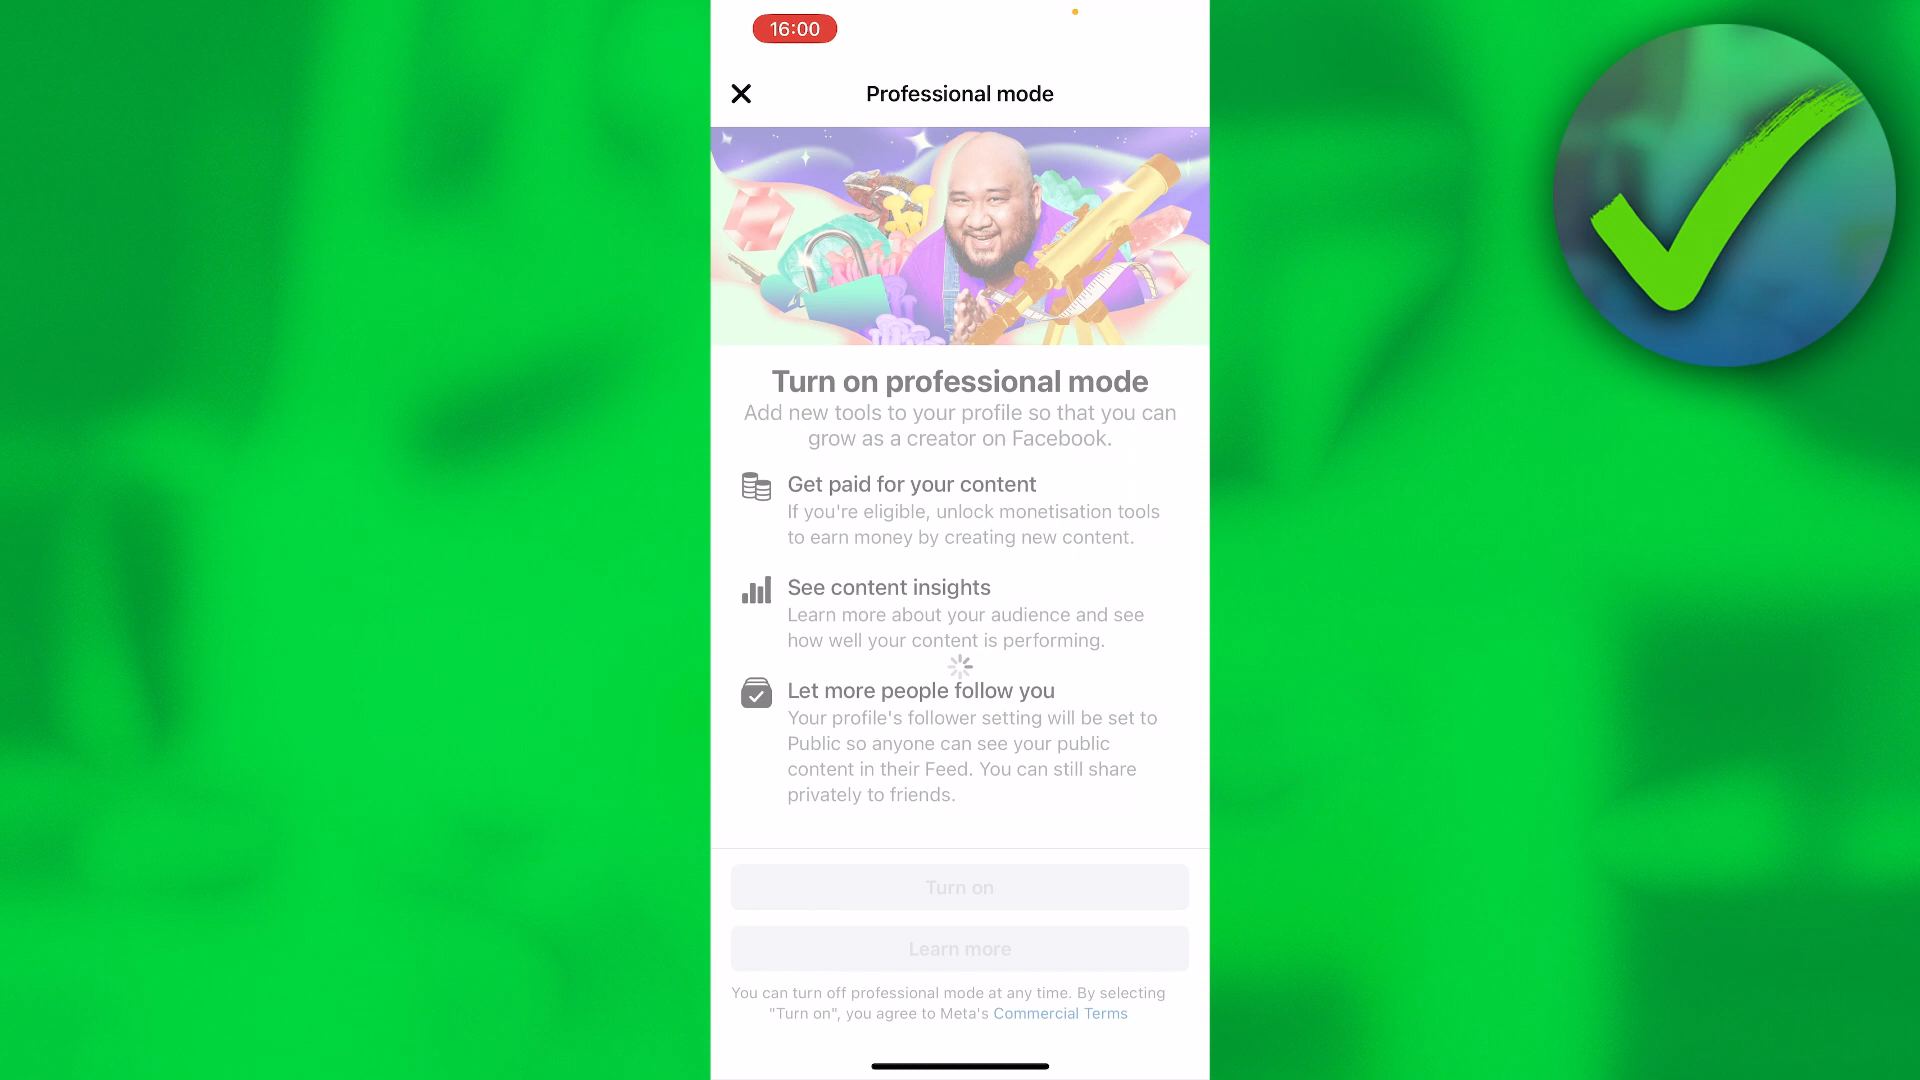 16:00
Professional mode
Turn on professional mode
Add new tools to your profile so that you can
grow as a creator on Facebook.
Get paid for your content
If you're eligible, unlock monetisation tools
to earn money by creating new content.
See content insights
Learn more about your audience and see
how well your content is performing.
Let more people follow you
Your profile's follower setting will be set to
Public so anyone can see your public
content in their Feed. You can still share
privately to friends.
Turn on
Learn more
You can turn off professional mode at any time. By selecting
"Turn on", you agree to Meta's Commercial Terms